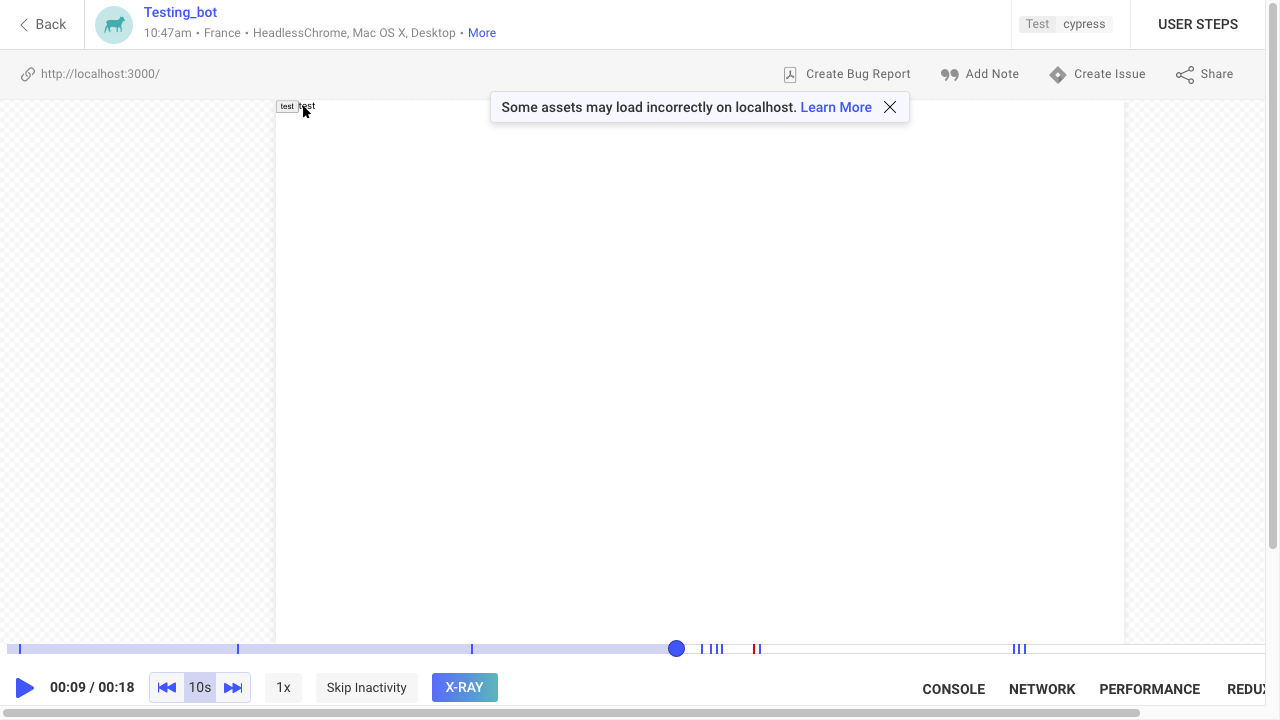 Back
Testing_bot
10:47am • France • HeadlessChrome, Mac OS X, Desktop • More
Test cypress
USER STEPS
http://localhost:3000/
Create Bug Report
Add Note
Create Issue
Share
test test
Some assets may load incorrectly on localhost. Learn More
00:09 / 00:18
10s
1x
Skip Inactivity
X-RAY
CONSOLE
NETWORK
PERFORMANCE
REDUX